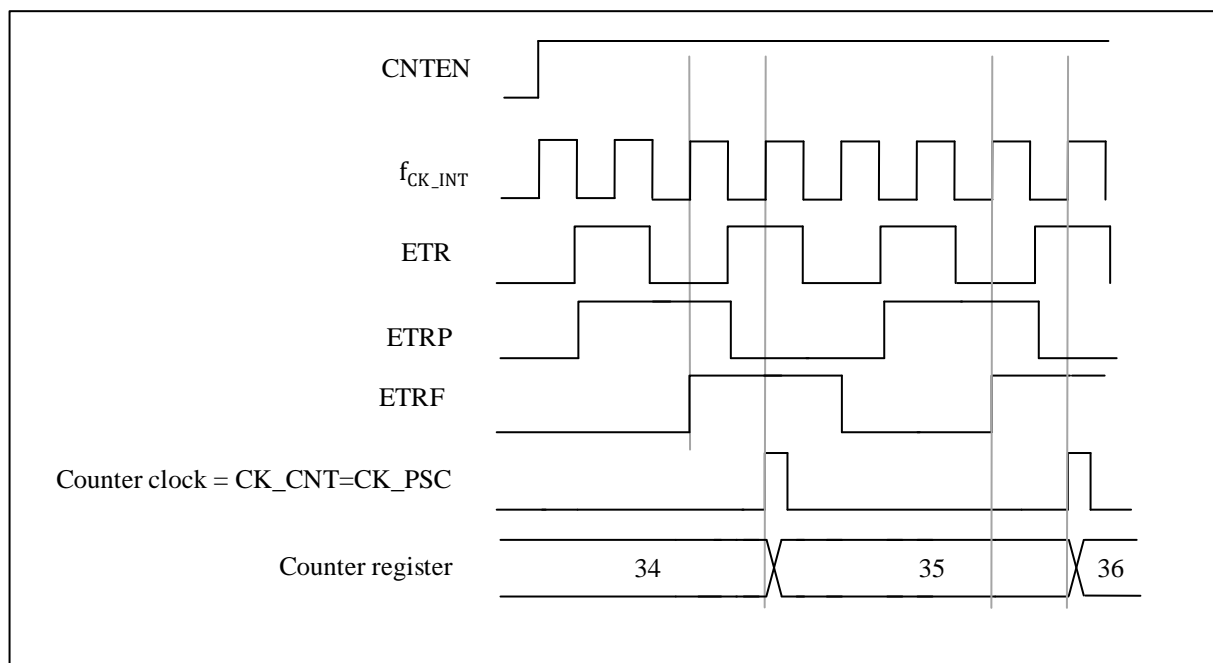 CNTEN
fCK_INT
ETR
ETRP
ETRF
Counter clock = CK_CNT=CK_PSC
Counter register 34 35 36